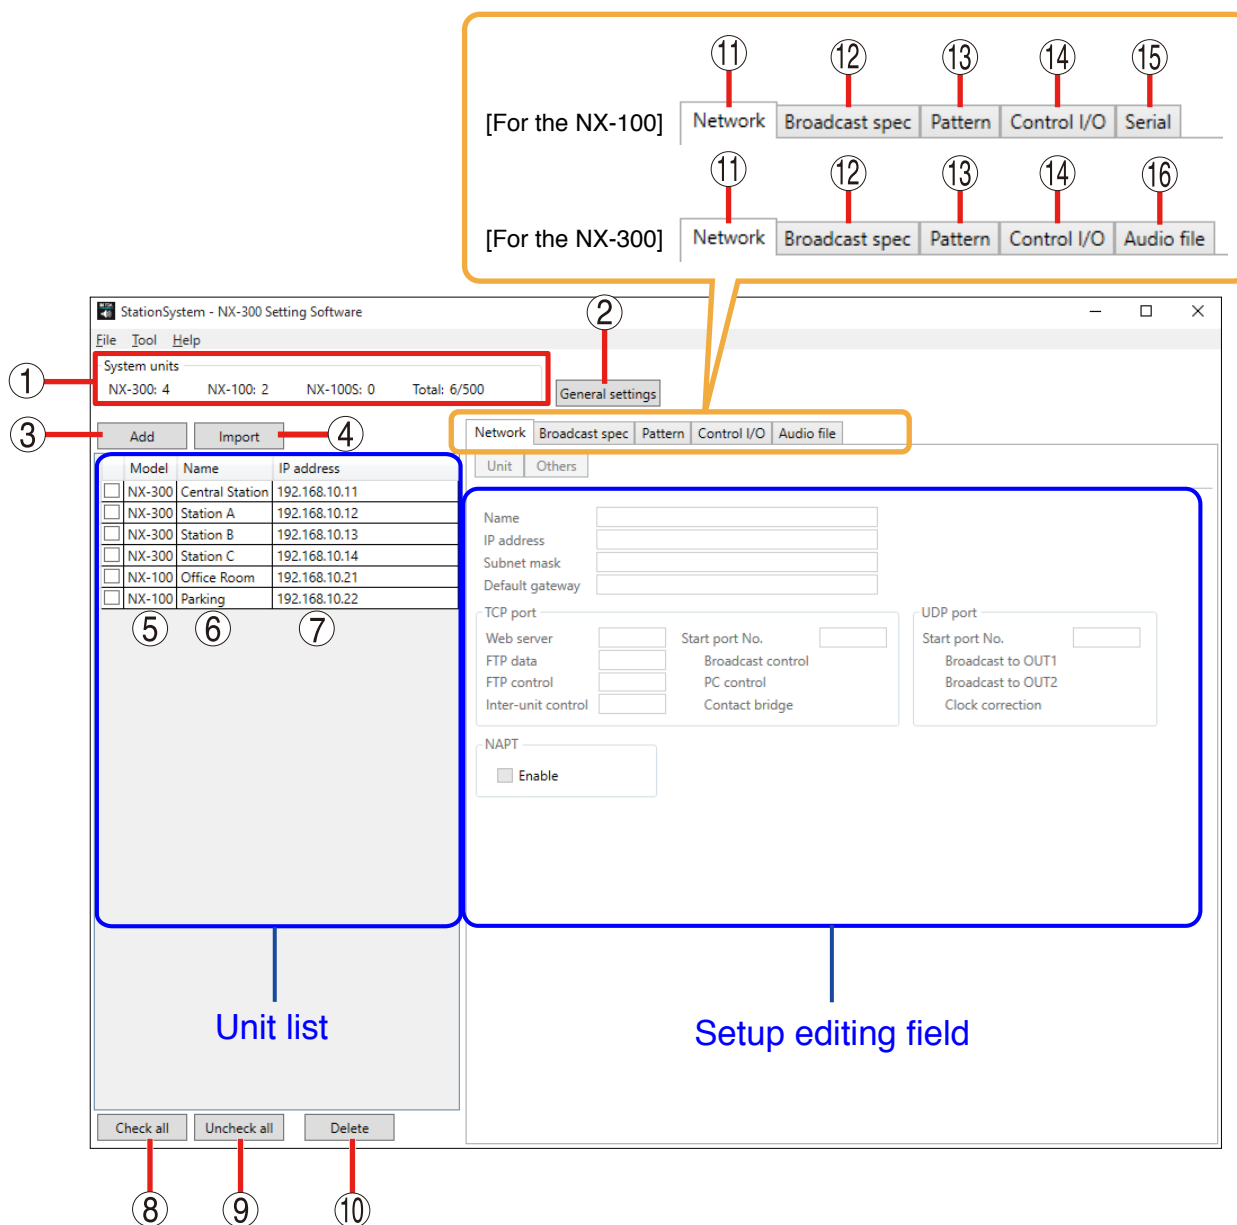 ⑪ ⑫ ⑬ ⑭ ⑮
[For the NX-100] Network Broadcast spec Pattern Control I/O Serial
⑪ ⑫ ⑬ ⑭ ⑯
[For the NX-300] Network Broadcast spec Pattern Control I/O Audio file
StationSystem - NX-300 Setting Software
②
File Tool Help
System units
①
NX-300: 4 NX-100: 2 NX-100S: 0 Total: 6/500
General settings
③ Add Import ④
Network Broadcast spec Pattern Control I/O Audio file
Unit Others
Model Name IP address
NX-300 Central Station 192.168.10.11
NX-300 Station A 192.168.10.12
NX-300 Station B 192.168.10.13
NX-300 Station C 192.168.10.14
NX-100 Office Room 192.168.10.21
NX-100 Parking 192.168.10.22
⑤ ⑥ ⑦
Name
IP address
Subnet mask
Default gateway
TCP port
Web server Start port No.
FTP data Broadcast control
FTP control PC control
Inter-unit control Contact bridge
UDP port
Start port No.
Broadcast to OUT1
Broadcast to OUT2
Clock correction
NAPT
Enable
Unit list
Setup editing field
Check all Uncheck all Delete
⑧ ⑨ ⑩